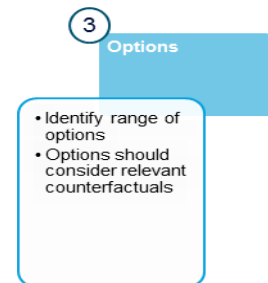 3
Options
• Identify range of
options
• Options should
consider relevant
counterfactuals